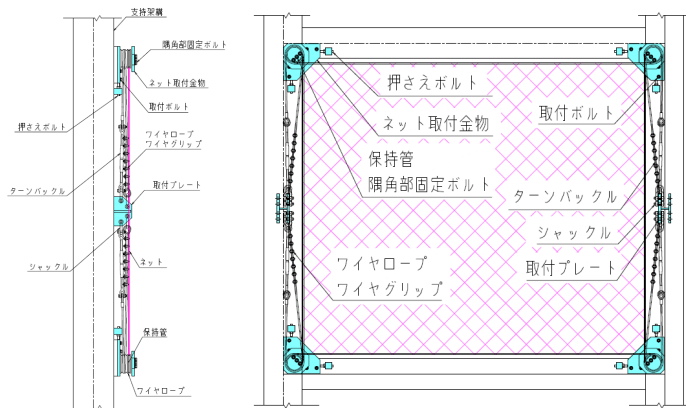 支持架構
隅角部固定ボルト
ネット取付金物
取付ボルト
押さえボルト
ワイヤロープ
ワイヤグリップ
ターンバックル
取付プレート
シャックル
ネット
保持管
ワイヤロープ
押さえボルト
ネット取付金物
保持管
隅角部固定ボルト
取付ボルト
ターンバックル
シャックル
取付プレート
ワイヤロープ
ワイヤグリップ